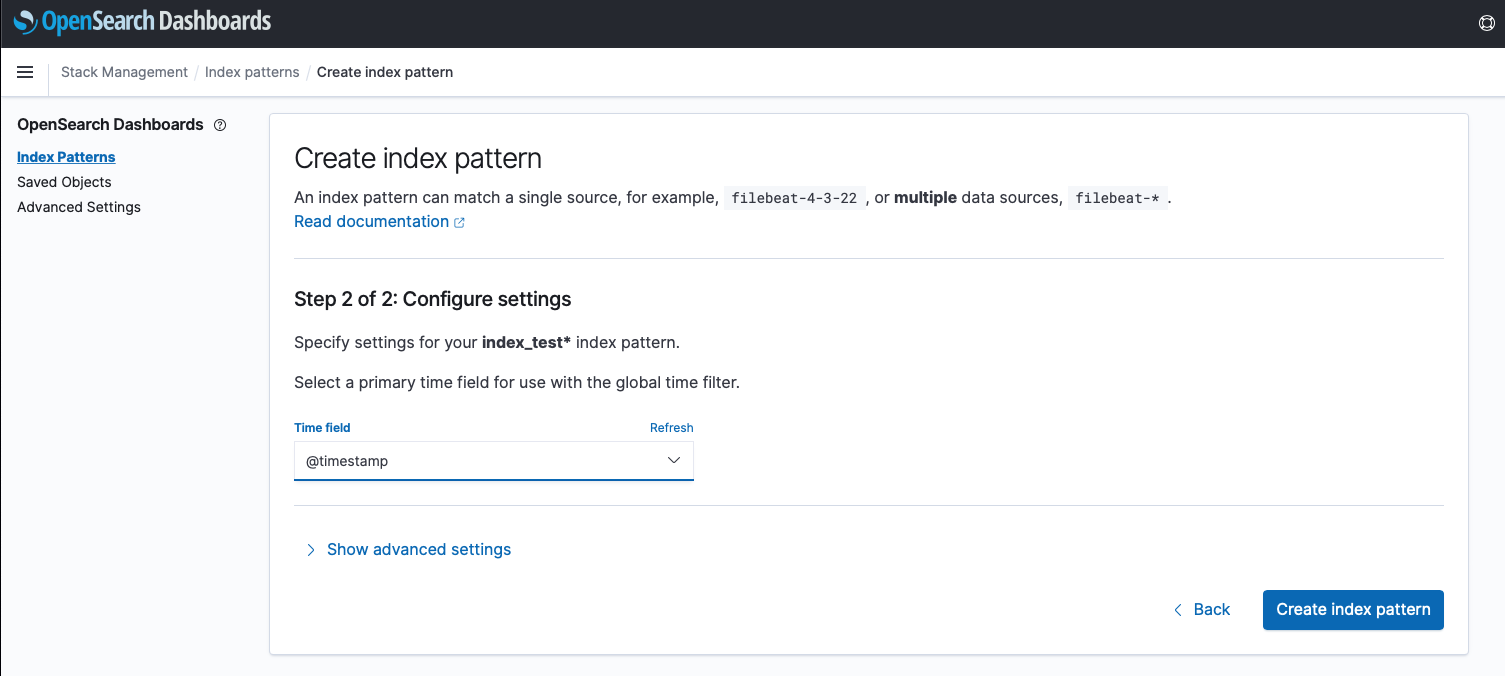 OpenSearch Dashboards
Stack Management / Index patterns / Create index pattern
OpenSearch Dashboards
Index Patterns
Saved Objects
Advanced Settings
Create index pattern
An index pattern can match a single source, for example, filebeat-4-3-22 , or multiple data sources, filebeat-* .
Read documentation
Step 2 of 2: Configure settings
Specify settings for your index_test* index pattern.
Select a primary time field for use with the global time filter.
Time field Refresh
@timestamp
Show advanced settings
Back Create index pattern